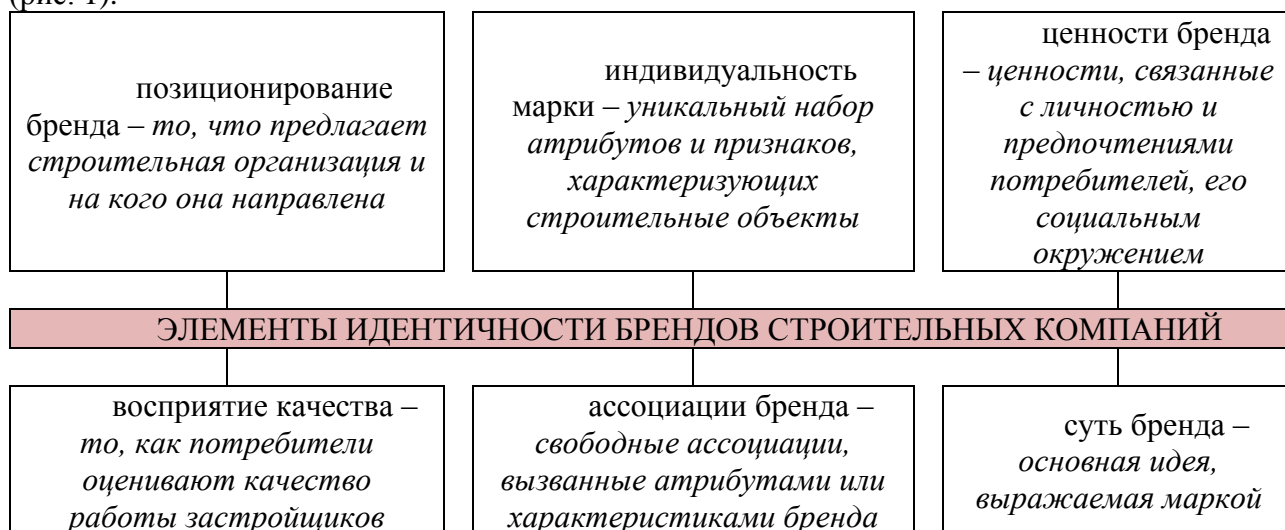 (рис. 1).
позиционирование
бренда – то, что предлагает
строительная организация и
на кого она направлена
индивидуальность
марки – уникальный набор
атрибутов и признаков,
характеризующих
строительные объекты
ценности бренда
– ценности, связанные
с личностью и
предпочтениями
потребителей, его
социальным
окружением
ЭЛЕМЕНТЫ ИДЕНТИЧНОСТИ БРЕНДОВ СТРОИТЕЛЬНЫХ КОМПАНИЙ
восприятие качества –
то, как потребители
оценивают качество
работы застройщиков
ассоциации бренда –
свободные ассоциации,
вызванные атрибутами или
характеристиками бренда
суть бренда –
основная идея,
выражаемая маркой